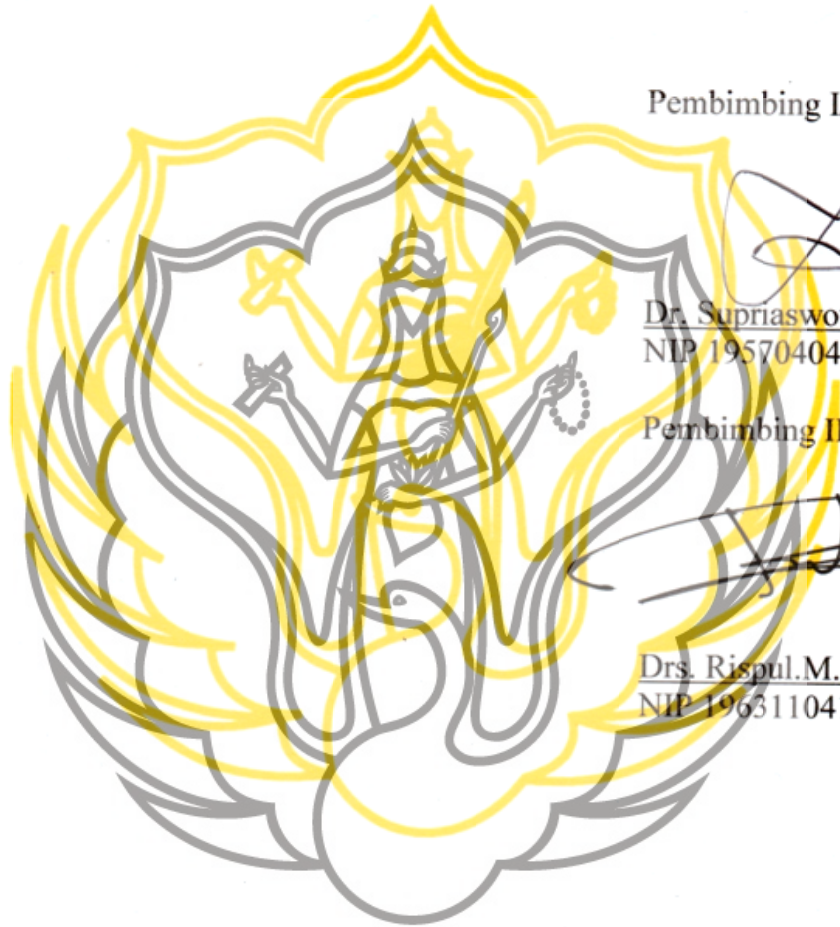 Pembimbing I
Dr. Supriaswo
NIP 19570404
Pembimbing II
Drs. Rispul.M.
NIP 19631104